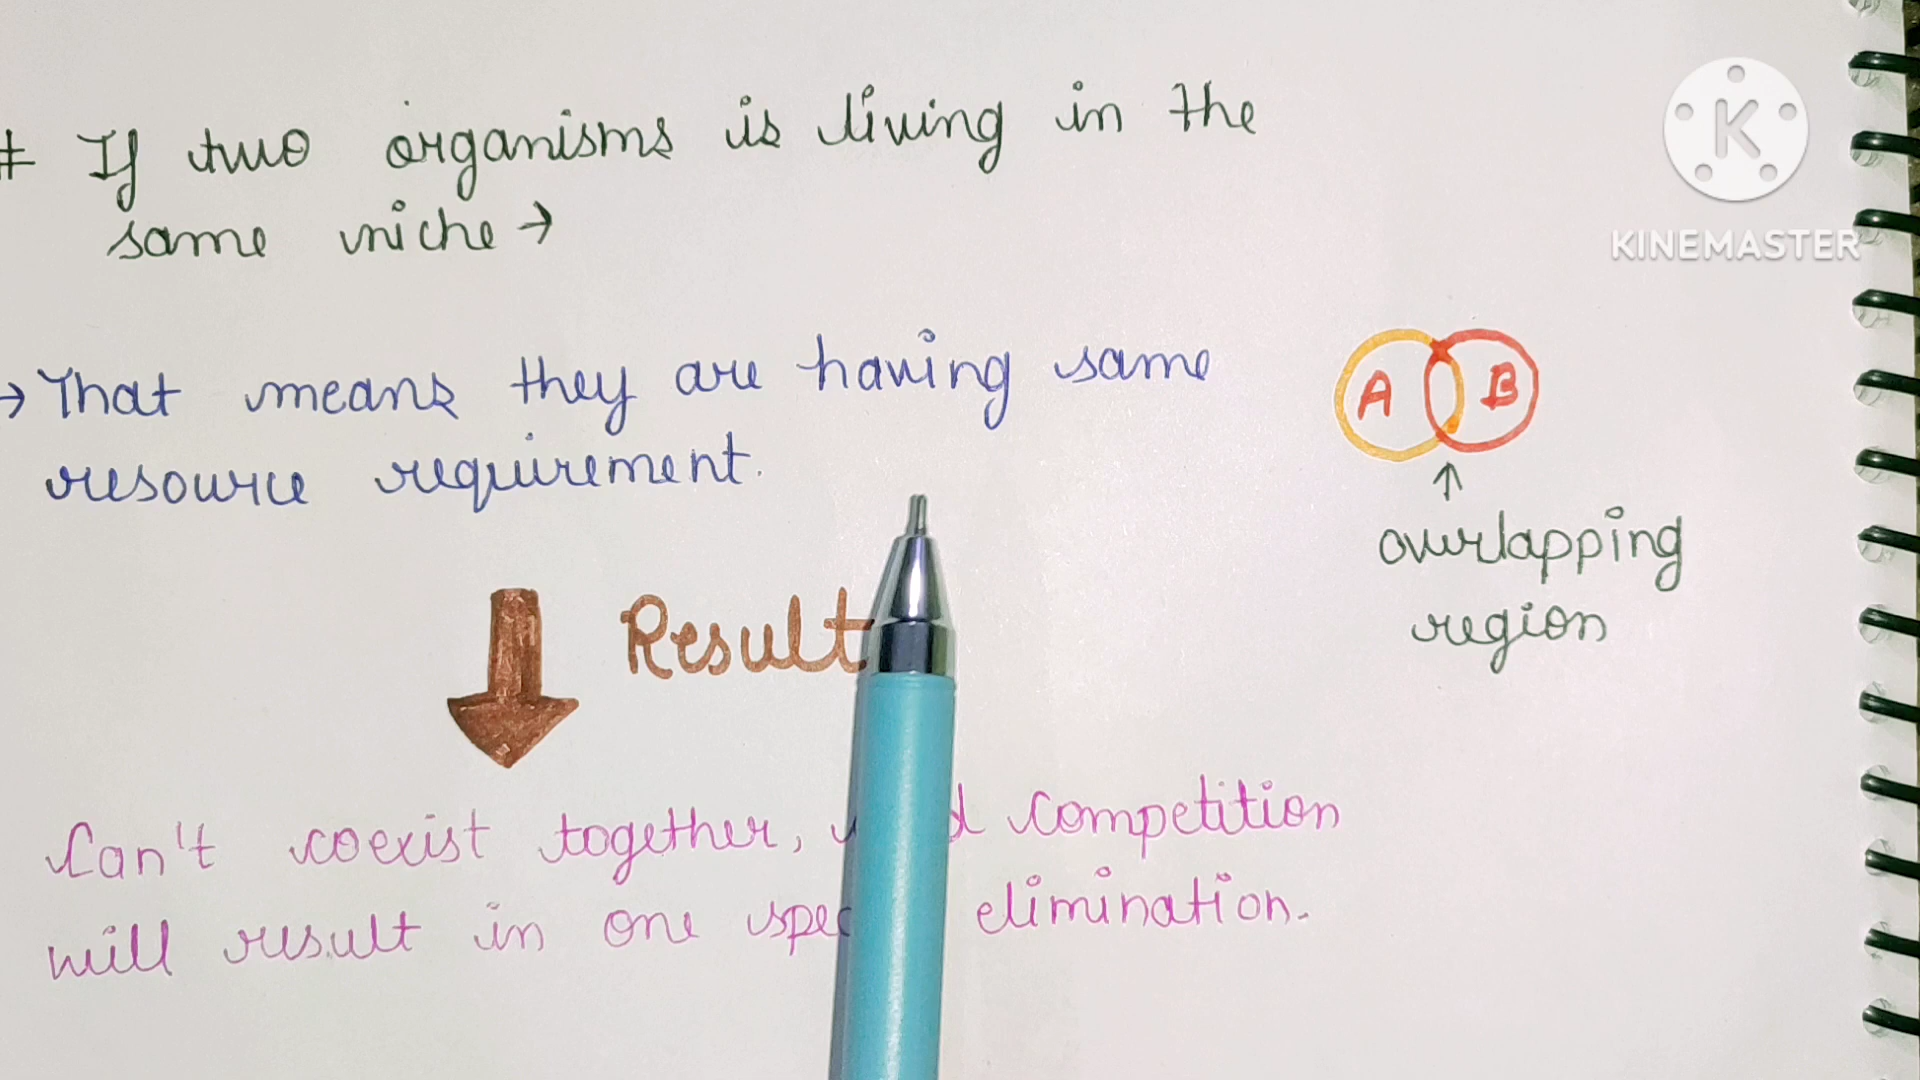 # If two organisms is living in the
same niche →
→ That means they are having same
resource requirement.
A B
↑
overlapping
region
Result
Can't coexist together, competition
will result in one elimination.
K
KINEMASTER